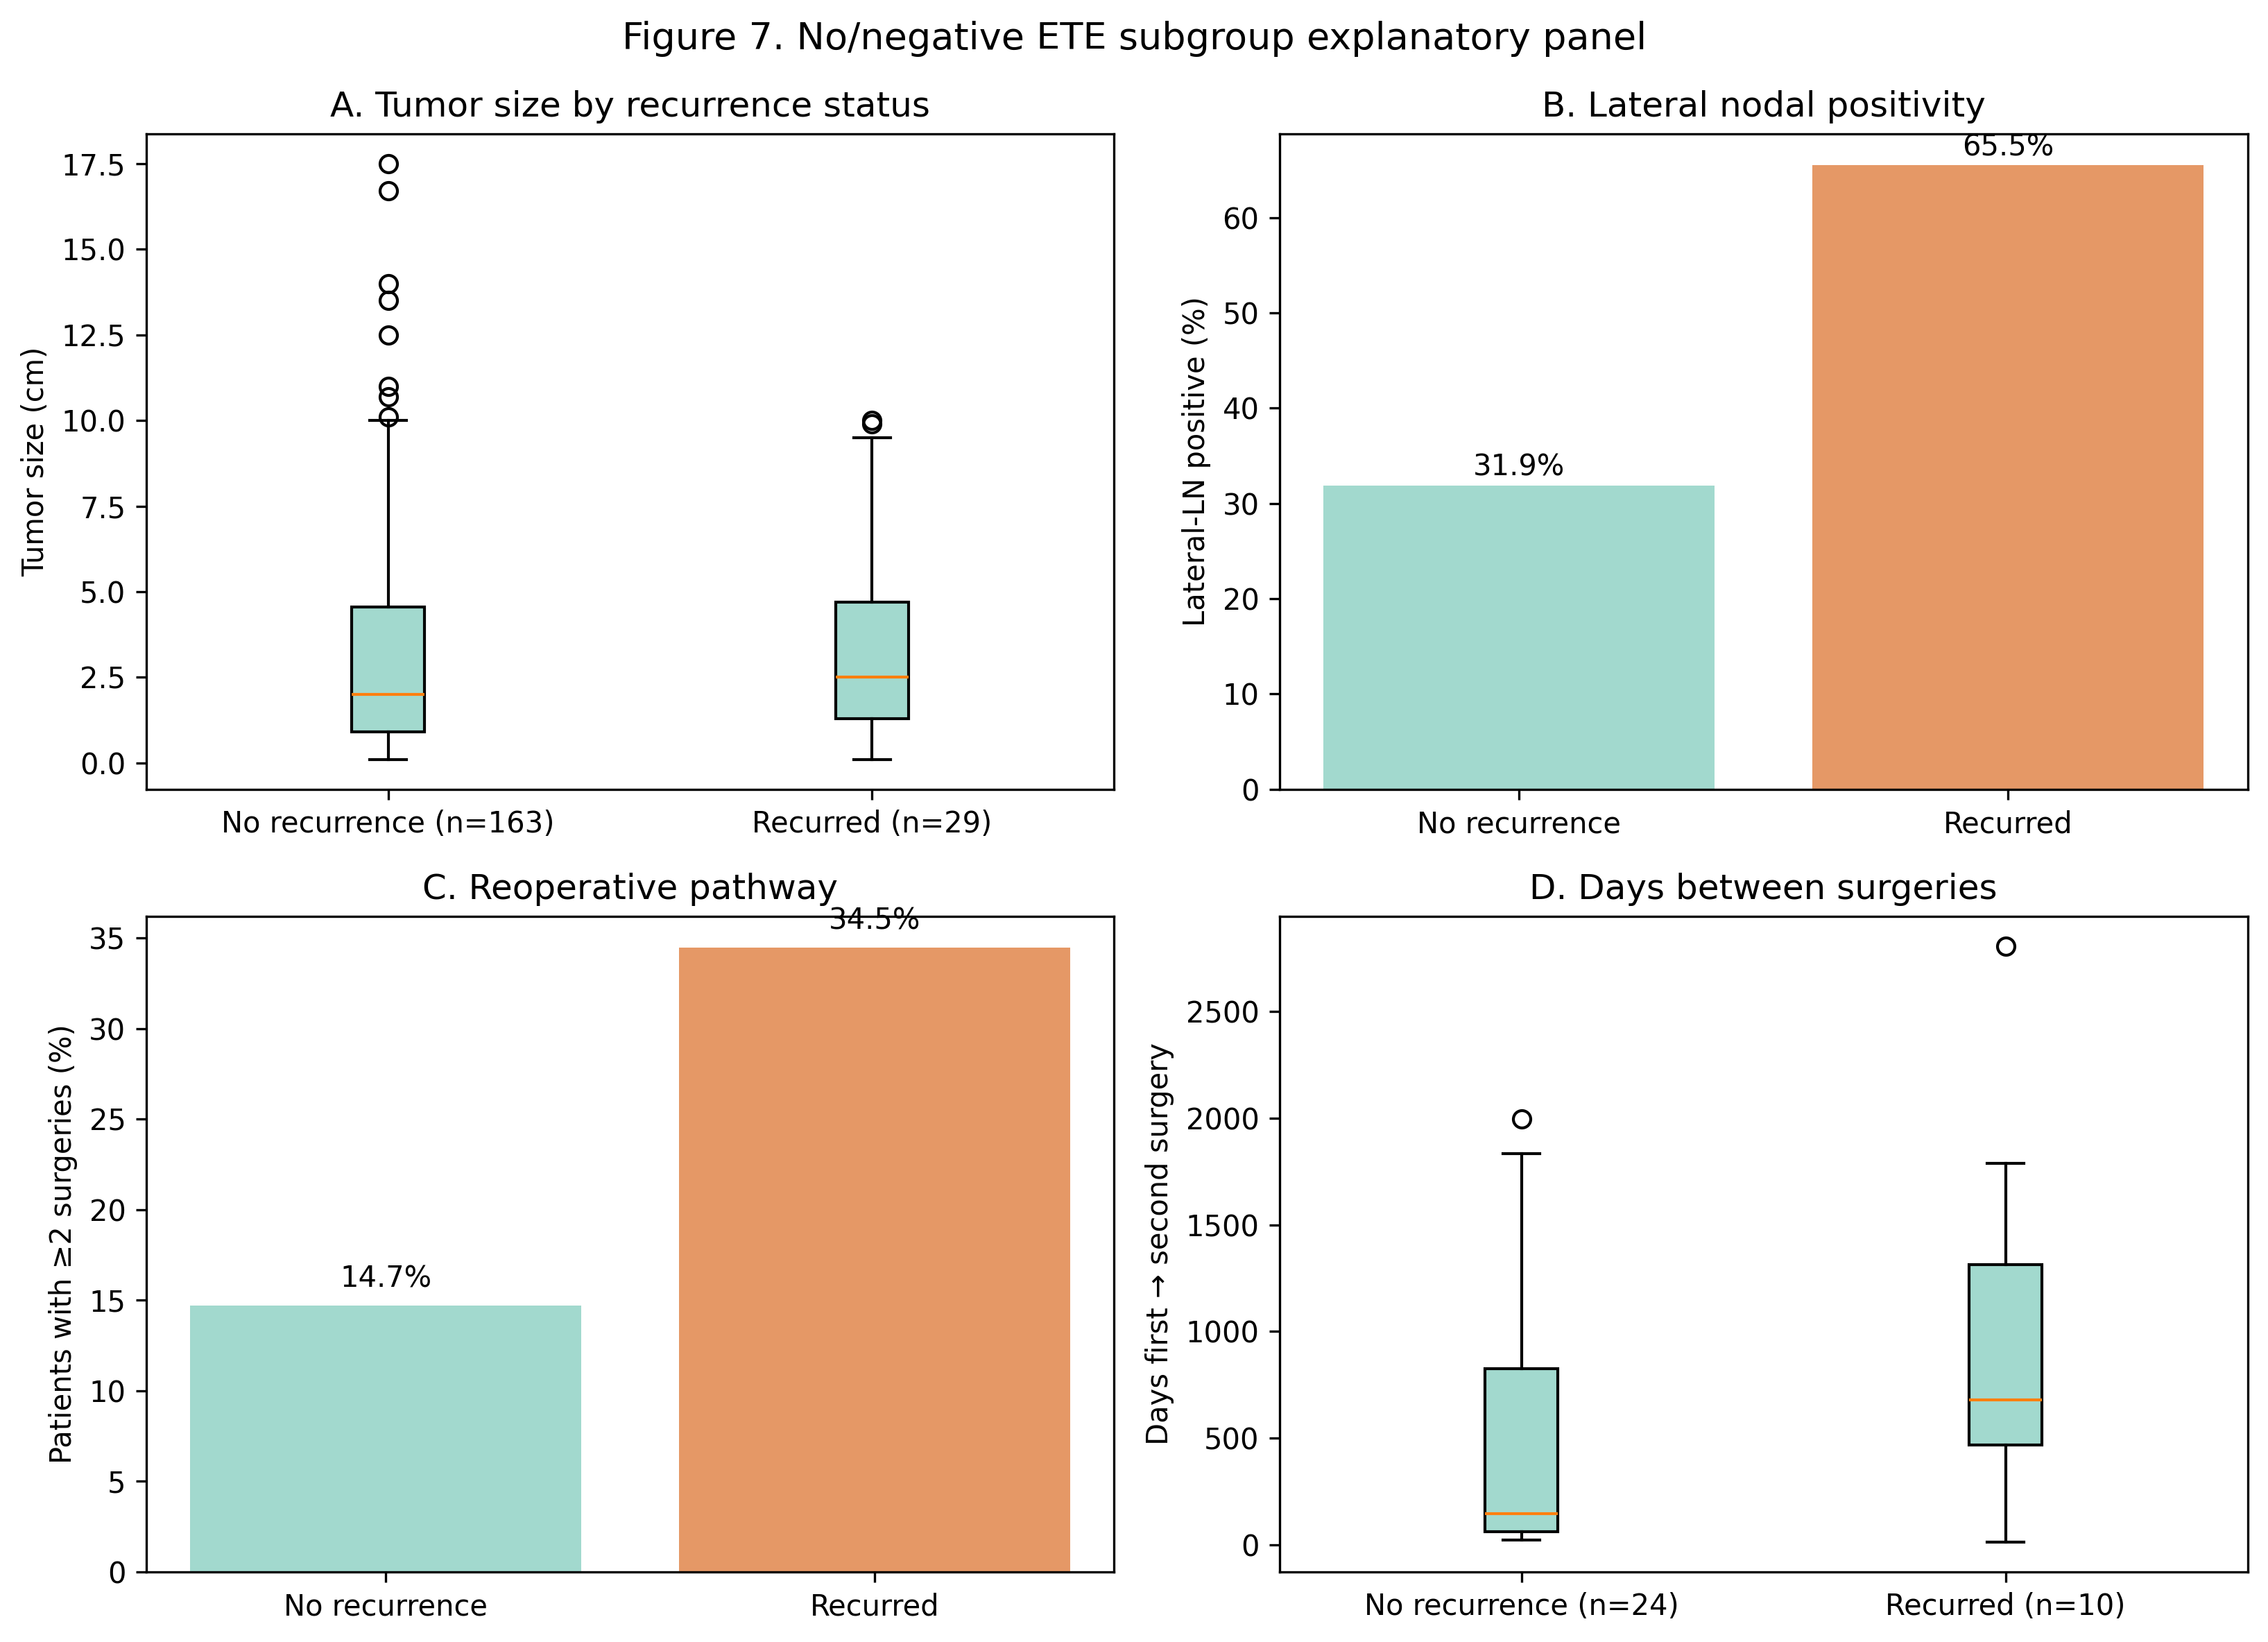 Figure 7. No/negative ETE subgroup explanatory panel
A. Tumor size by recurrence status
Tumor size (cm)
17.5
15.0
12.5
10.0
7.5
5.0
2.5
0.0
No recurrence (n=163)
Recurred (n=29)
B. Lateral nodal positivity
Lateral-LN positive (%)
60
50
40
30
20
10
0
31.9%
65.5%
No recurrence
Recurred
C. Reoperative pathway
Patients with ≥2 surgeries (%)
35
30
25
20
15
10
5
0
14.7%
34.5%
No recurrence
Recurred
D. Days between surgeries
Days first → second surgery
2500
2000
1500
1000
500
0
No recurrence (n=24)
Recurred (n=10)